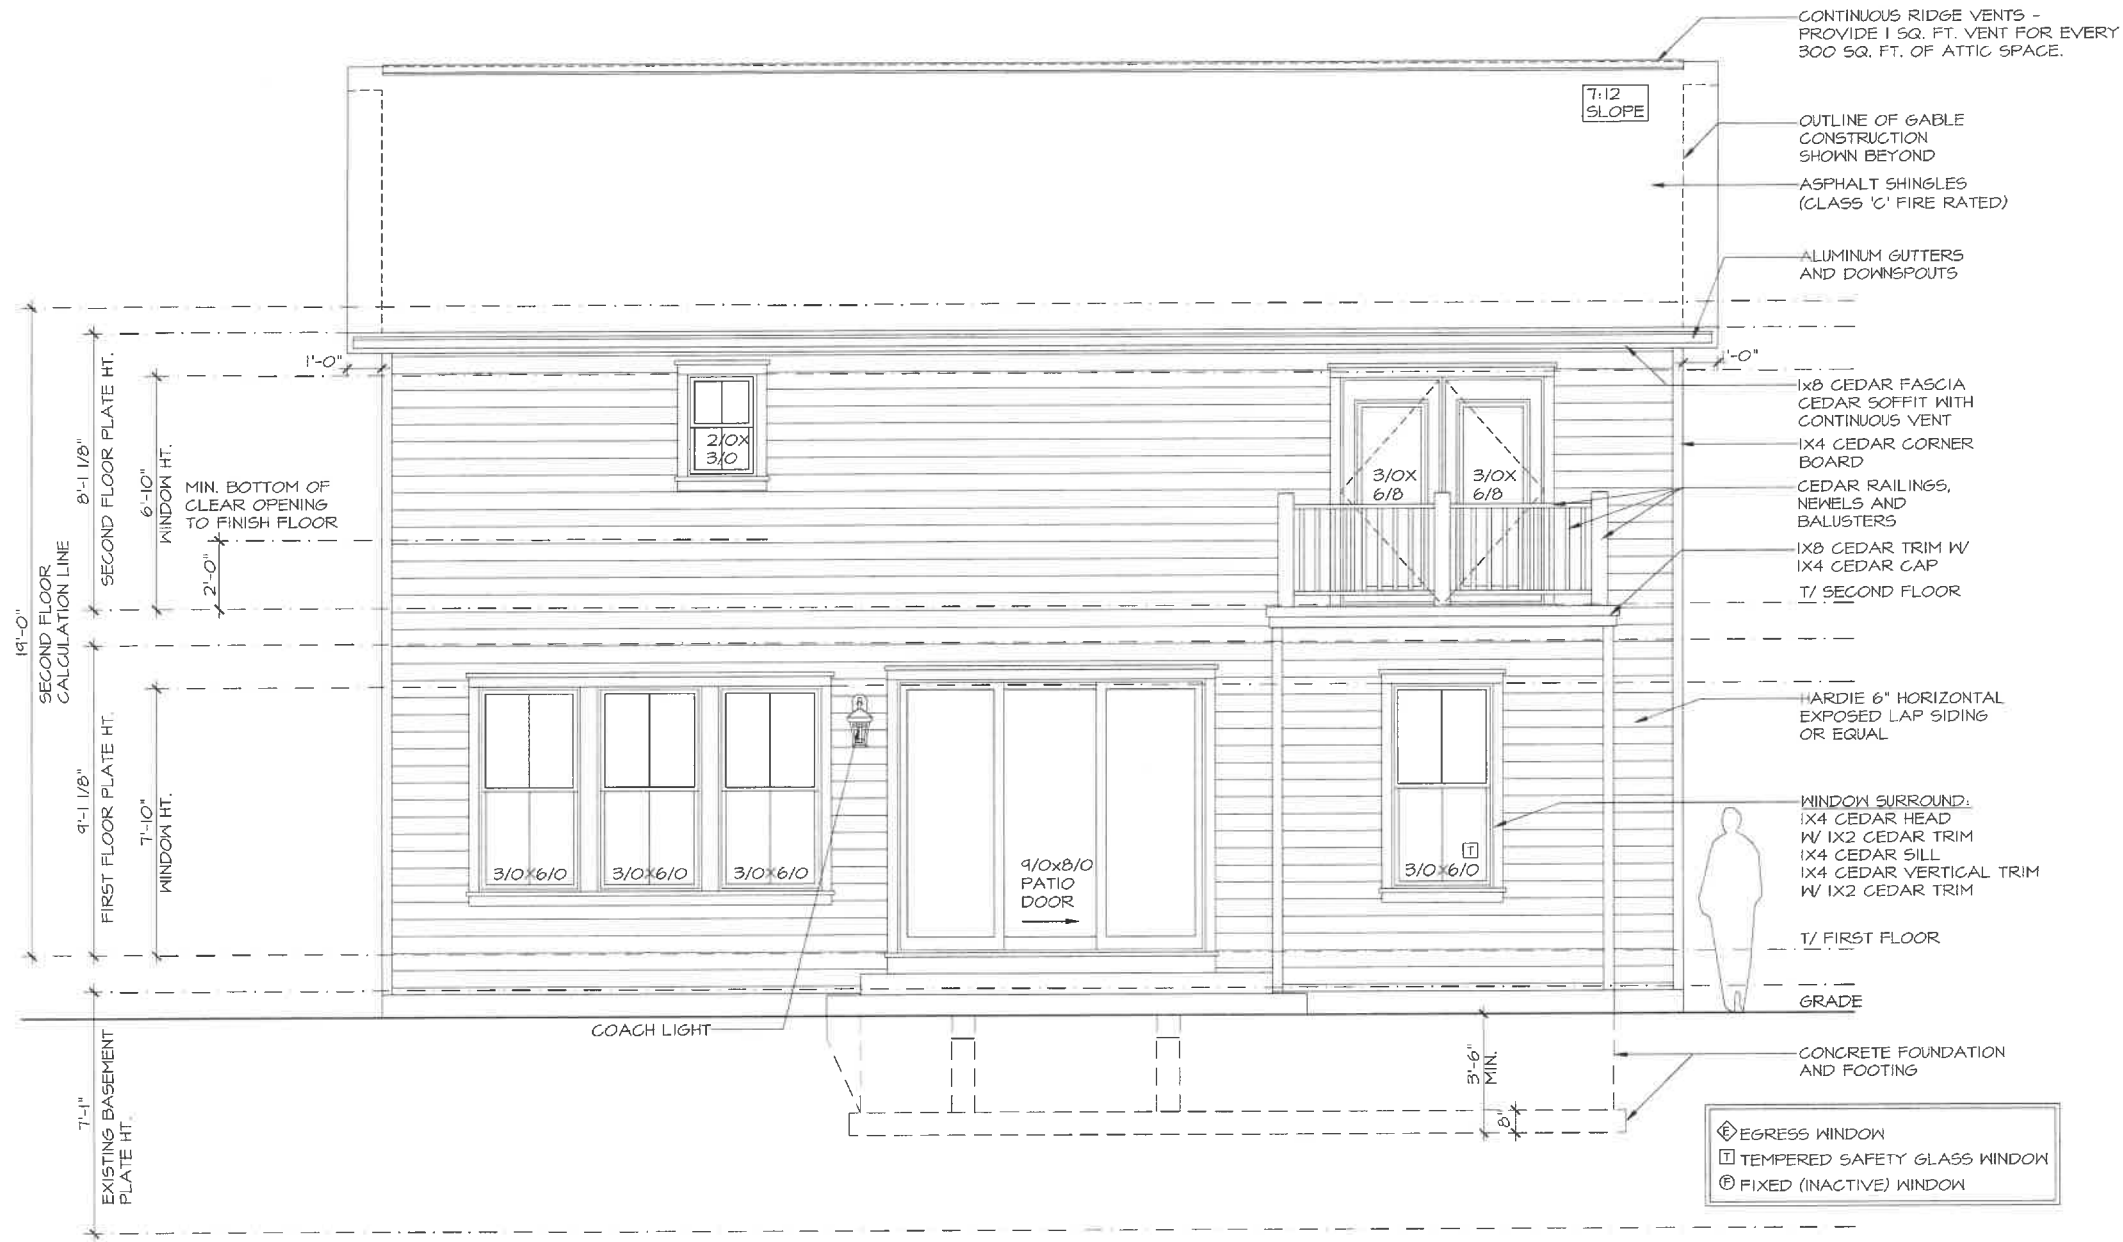 CONTINUOUS RIDGE VENTS -
PROVIDE 1 SQ. FT. VENT FOR EVERY
300 SQ. FT. OF ATTIC SPACE.
7:12
SLOPE
OUTLINE OF GABLE
CONSTRUCTION
SHOWN BEYOND
ASPHALT SHINGLES
(CLASS 'C' FIRE RATED)
ALUMINUM GUTTERS
AND DOWNSPOUTS
1'-0"
1'-0"
1x8 CEDAR FASCIA
CEDAR SOFFIT WITH
CONTINUOUS VENT
1X4 CEDAR CORNER
BOARD
CEDAR RAILINGS,
NEWELS AND
BALUSTERS
1X8 CEDAR TRIM W/
1X4 CEDAR CAP
T/ SECOND FLOOR
19'-0"
SECOND FLOOR
CALCULATION LINE
8'-1 1/8"
SECOND FLOOR PLATE HT.
6'-10"
WINDOW HT.
MIN. BOTTOM OF
CLEAR OPENING
TO FINISH FLOOR
2'-0"
2/0X
3/0
3/0X
6/8
3/0X
6/8
9'-1 1/8"
FIRST FLOOR PLATE HT.
7'-10"
WINDOW HT.
3/0X6/0
3/0X6/0
3/0X6/0
9/0x8/0
PATIO
DOOR
T
3/0X6/0
HARDIE 6" HORIZONTAL
EXPOSED LAP SIDING
OR EQUAL
WINDOW SURROUND:
1X4 CEDAR HEAD
W/ 1X2 CEDAR TRIM
1X4 CEDAR SILL
1X4 CEDAR VERTICAL TRIM
W/ 1X2 CEDAR TRIM
T/ FIRST FLOOR
GRADE
COACH LIGHT
7'-1"
EXISTING BASEMENT
PLATE HT.
3'-6"
MIN.
8"
CONCRETE FOUNDATION
AND FOOTING
E EGRESS WINDOW
T TEMPERED SAFETY GLASS WINDOW
F FIXED (INACTIVE) WINDOW